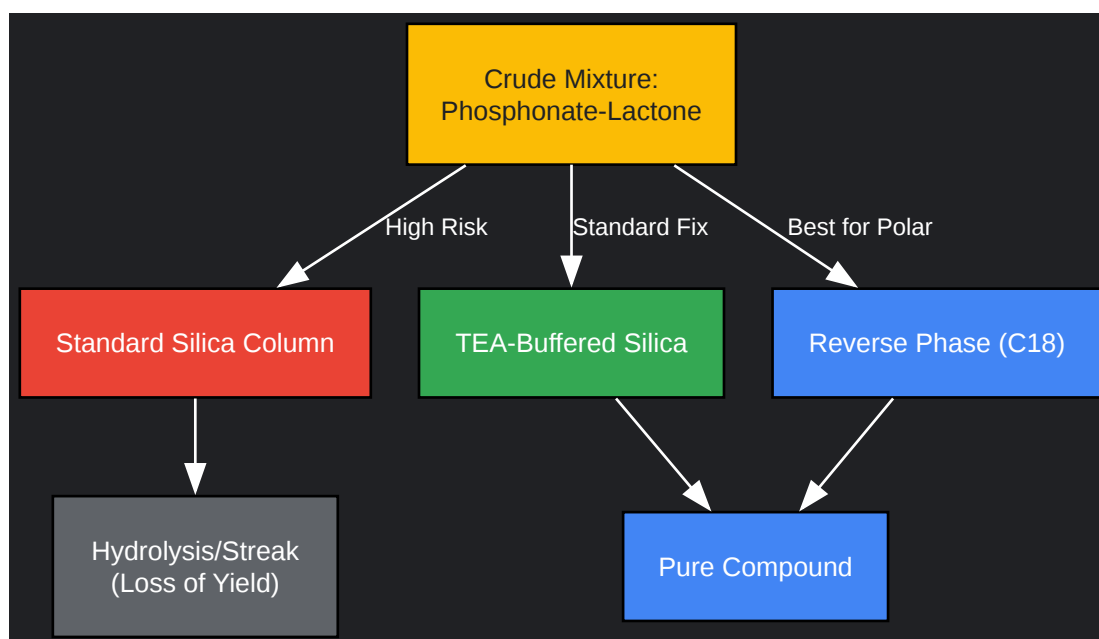 Crude Mixture:
Phosphonate-Lactone
High Risk
Standard Fix
Best for Polar
Standard Silica Column
TEA-Buffered Silica
Reverse Phase (C18)
Hydrolysis/Streak
(Loss of Yield)
Pure Compound